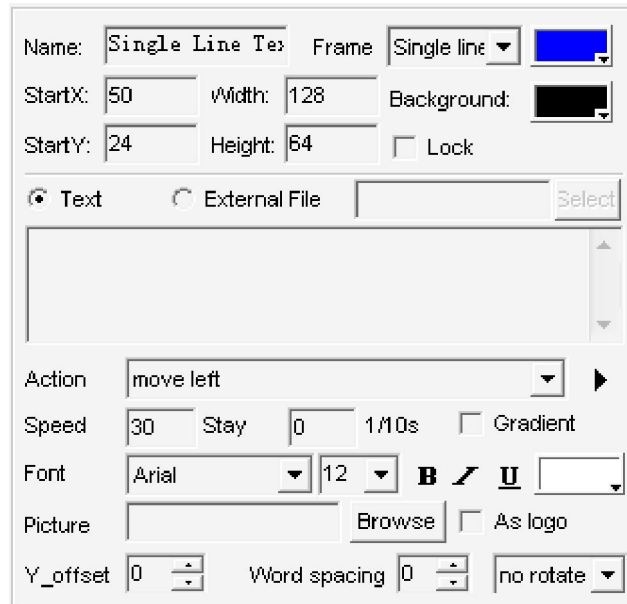 Name: Single Line Tex Frame Single line
StartX: 50 Width: 128 Background:
StartY: 24 Height: 64 Lock
Text External File Select
Action move left
Speed 30 Stay 0 1/10s Gradient
Font Arial 12 B I U
Picture Browse As logo
Y_offset 0 Word spacing 0 no rotate